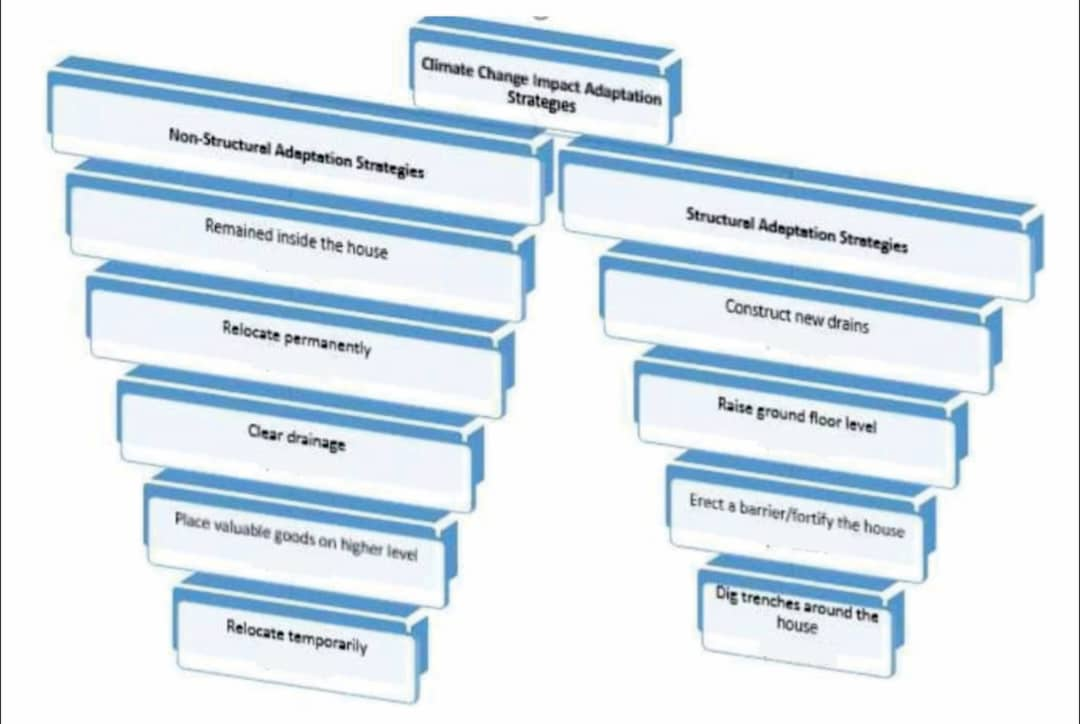 Climate Change Impact Adaptation
Strategies
Non-Structural Adaptation Strategies
Remained inside the house
Relocate permanently
Clear drainage
Place valuable goods on higher level
Relocate temporarily
Structural Adaptation Strategies
Construct new drains
Raise ground floor level
Erect a barrier/fortify the house
Dig trenches around the
house